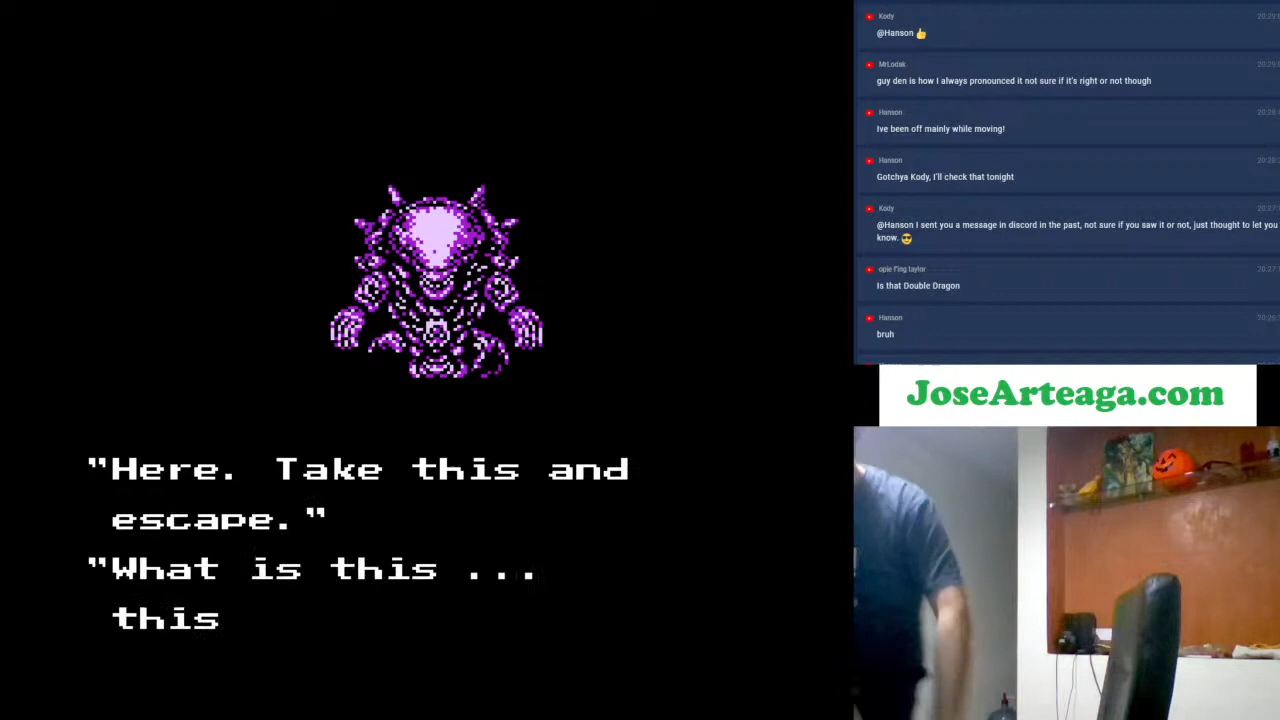 "Here. Take this and
escape."
"What is this ...
this
Kody
@Hanson 👍
MrLodak
guy den is how I always pronounced it not sure if it's right or not though
Hanson
Ive been off mainly while moving!
Hanson
Gotchya Kody, I'll check that tonight
Kody
@Hanson I sent you a message in discord in the past, not sure if you saw it or not, just thought to let you
know. 😎
opie f'ing taylor
Is that Double Dragon
Hanson
bruh
JoseArteaga.com